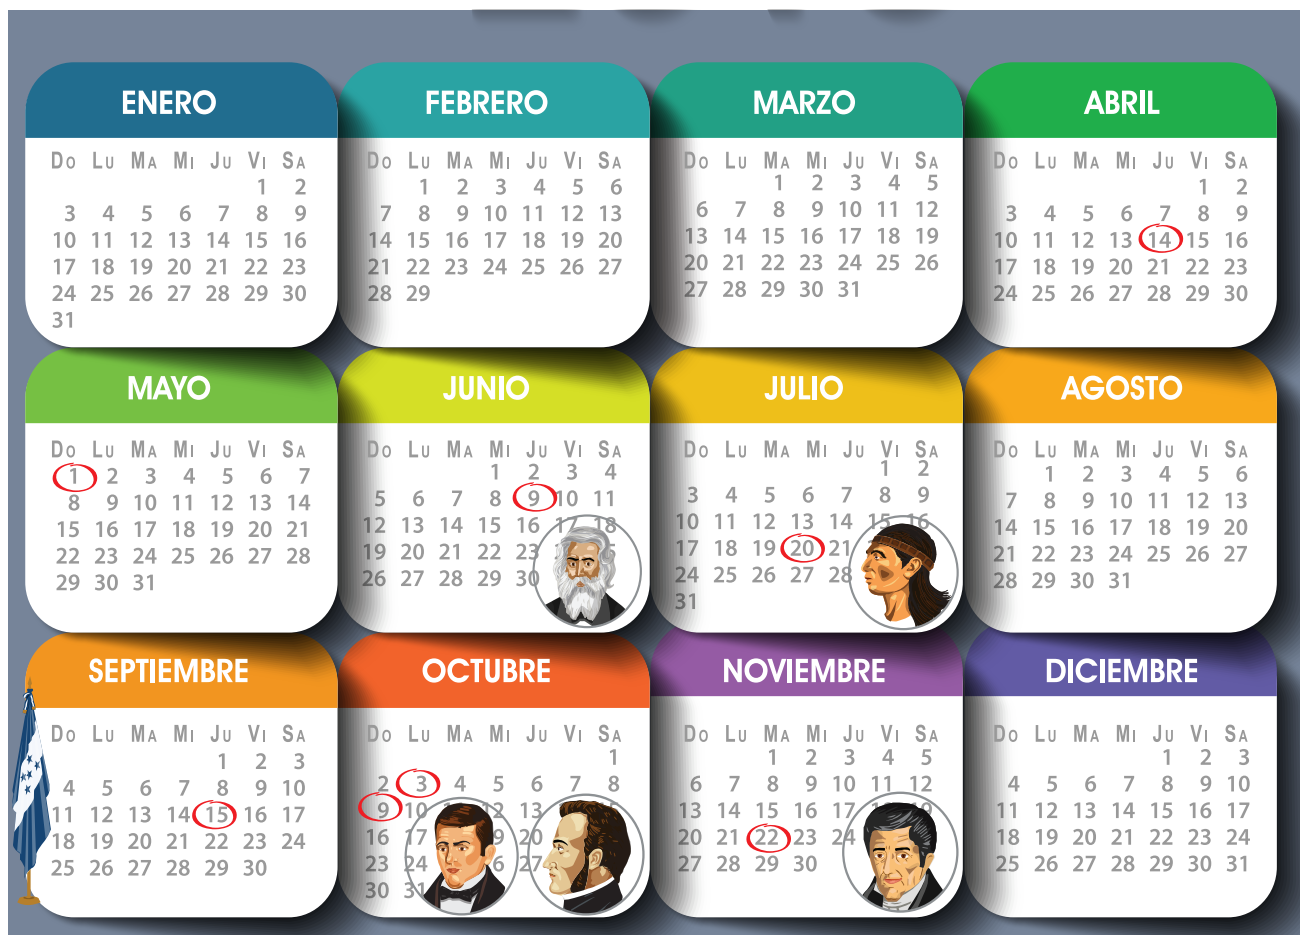 ENERO
Do Lu Ma Mi Ju Vi Sa
1 2
3 4 5 6 7 8 9
10 11 12 13 14 15 16
17 18 19 20 21 22 23
24 25 26 27 28 29 30
31
FEBRERO
Do Lu Ma Mi Ju Vi Sa
1 2 3 4 5 6
7 8 9 10 11 12 13
14 15 16 17 18 19 20
21 22 23 24 25 26 27
28 29
MARZO
Do Lu Ma Mi Ju Vi Sa
1 2 3 4 5
6 7 8 9 10 11 12
13 14 15 16 17 18 19
20 21 22 23 24 25 26
27 28 29 30 31
ABRIL
Do Lu Ma Mi Ju Vi Sa
1 2
3 4 5 6 7 8 9
10 11 12 13 14 15 16
17 18 19 20 21 22 23
24 25 26 27 28 29 30
MAYO
Do Lu Ma Mi Ju Vi Sa
1 2 3 4 5 6 7
8 9 10 11 12 13 14
15 16 17 18 19 20 21
22 23 24 25 26 27 28
29 30 31
JUNIO
Do Lu Ma Mi Ju Vi Sa
1 2 3 4
5 6 7 8 9 10 11
12 13 14 15 16 17 18
19 20 21 22 23
26 27 28 29 30
JULIO
Do Lu Ma Mi Ju Vi Sa
1 2
3 4 5 6 7 8 9
10 11 12 13 14 15 16
17 18 19 20 21
24 25 26 27 28
31
AGOSTO
Do Lu Ma Mi Ju Vi Sa
1 2 3 4 5 6
7 8 9 10 11 12 13
14 15 16 17 18 19 20
21 22 23 24 25 26 27
28 29 30 31
SEPTIEMBRE
Do Lu Ma Mi Ju Vi Sa
1 2 3
4 5 6 7 8 9 10
11 12 13 14 15 16 17
18 19 20 21 22 23 24
25 26 27 28 29 30
OCTUBRE
Do Lu Ma Mi Ju Vi Sa
1
2 3 4 5 6 7 8
9 10 12 13
16 17 19 20
23 24 26 27
30 31
NOVIEMBRE
Do Lu Ma Mi Ju Vi Sa
1 2 3 4 5
6 7 8 9 10 11 12
13 14 15 16 17 18 19
20 21 22 23 24
27 28 29 30
DICIEMBRE
Do Lu Ma Mi Ju Vi Sa
1 2 3
4 5 6 7 8 9 10
11 12 13 14 15 16 17
18 19 20 21 22 23 24
25 26 27 28 29 30 31